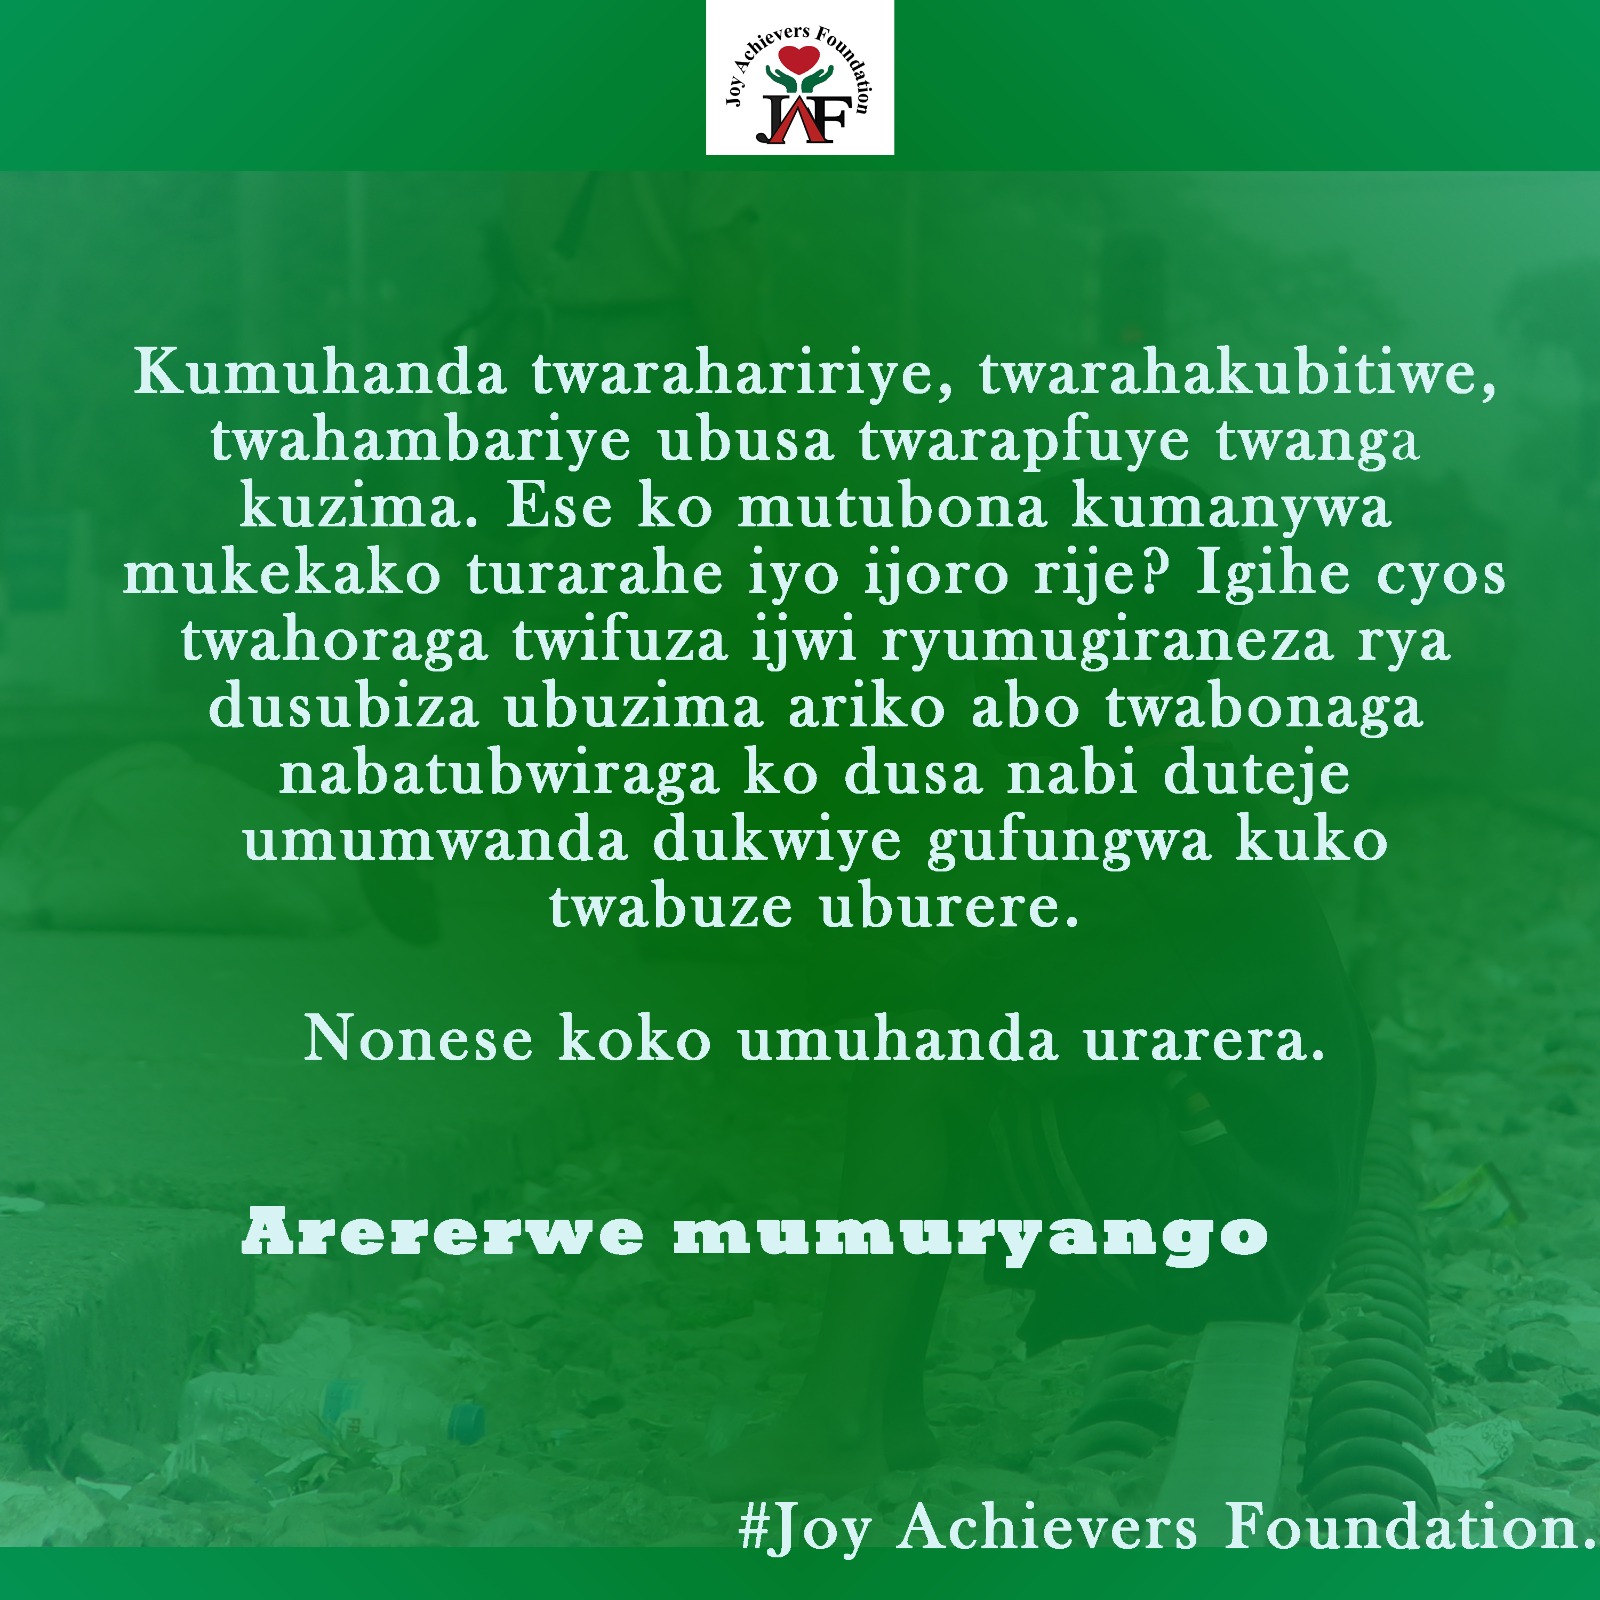 Joy Achievers Foundation
JAF
Kumuhanda twarahaririye, twarahakubitiwe,
twahambariye ubusa twarapfuye twanga
kuzima. Ese ko mutubona kumanywa
mukekako turarahe iyo ijoro rije? Igihe cyos
twahoraga twifuza ijwi ryumugiraneza rya
dusubiza ubuzima ariko abo twabonaga
nabatubwiraga ko dusa nabi duteje
umumwanda dukwiye gufungwa kuko
twabuze uburere.
Nonese koko umuhanda urarera.
Arererwe mumuryango
#Joy Achievers Foundation.